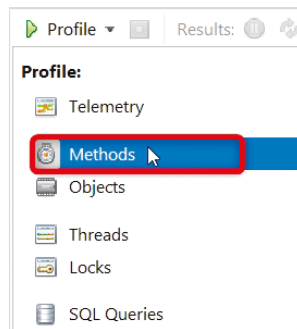 Profile Results:
Profile:
Telemetry
Methods
Objects
Threads
Locks
SQL Queries